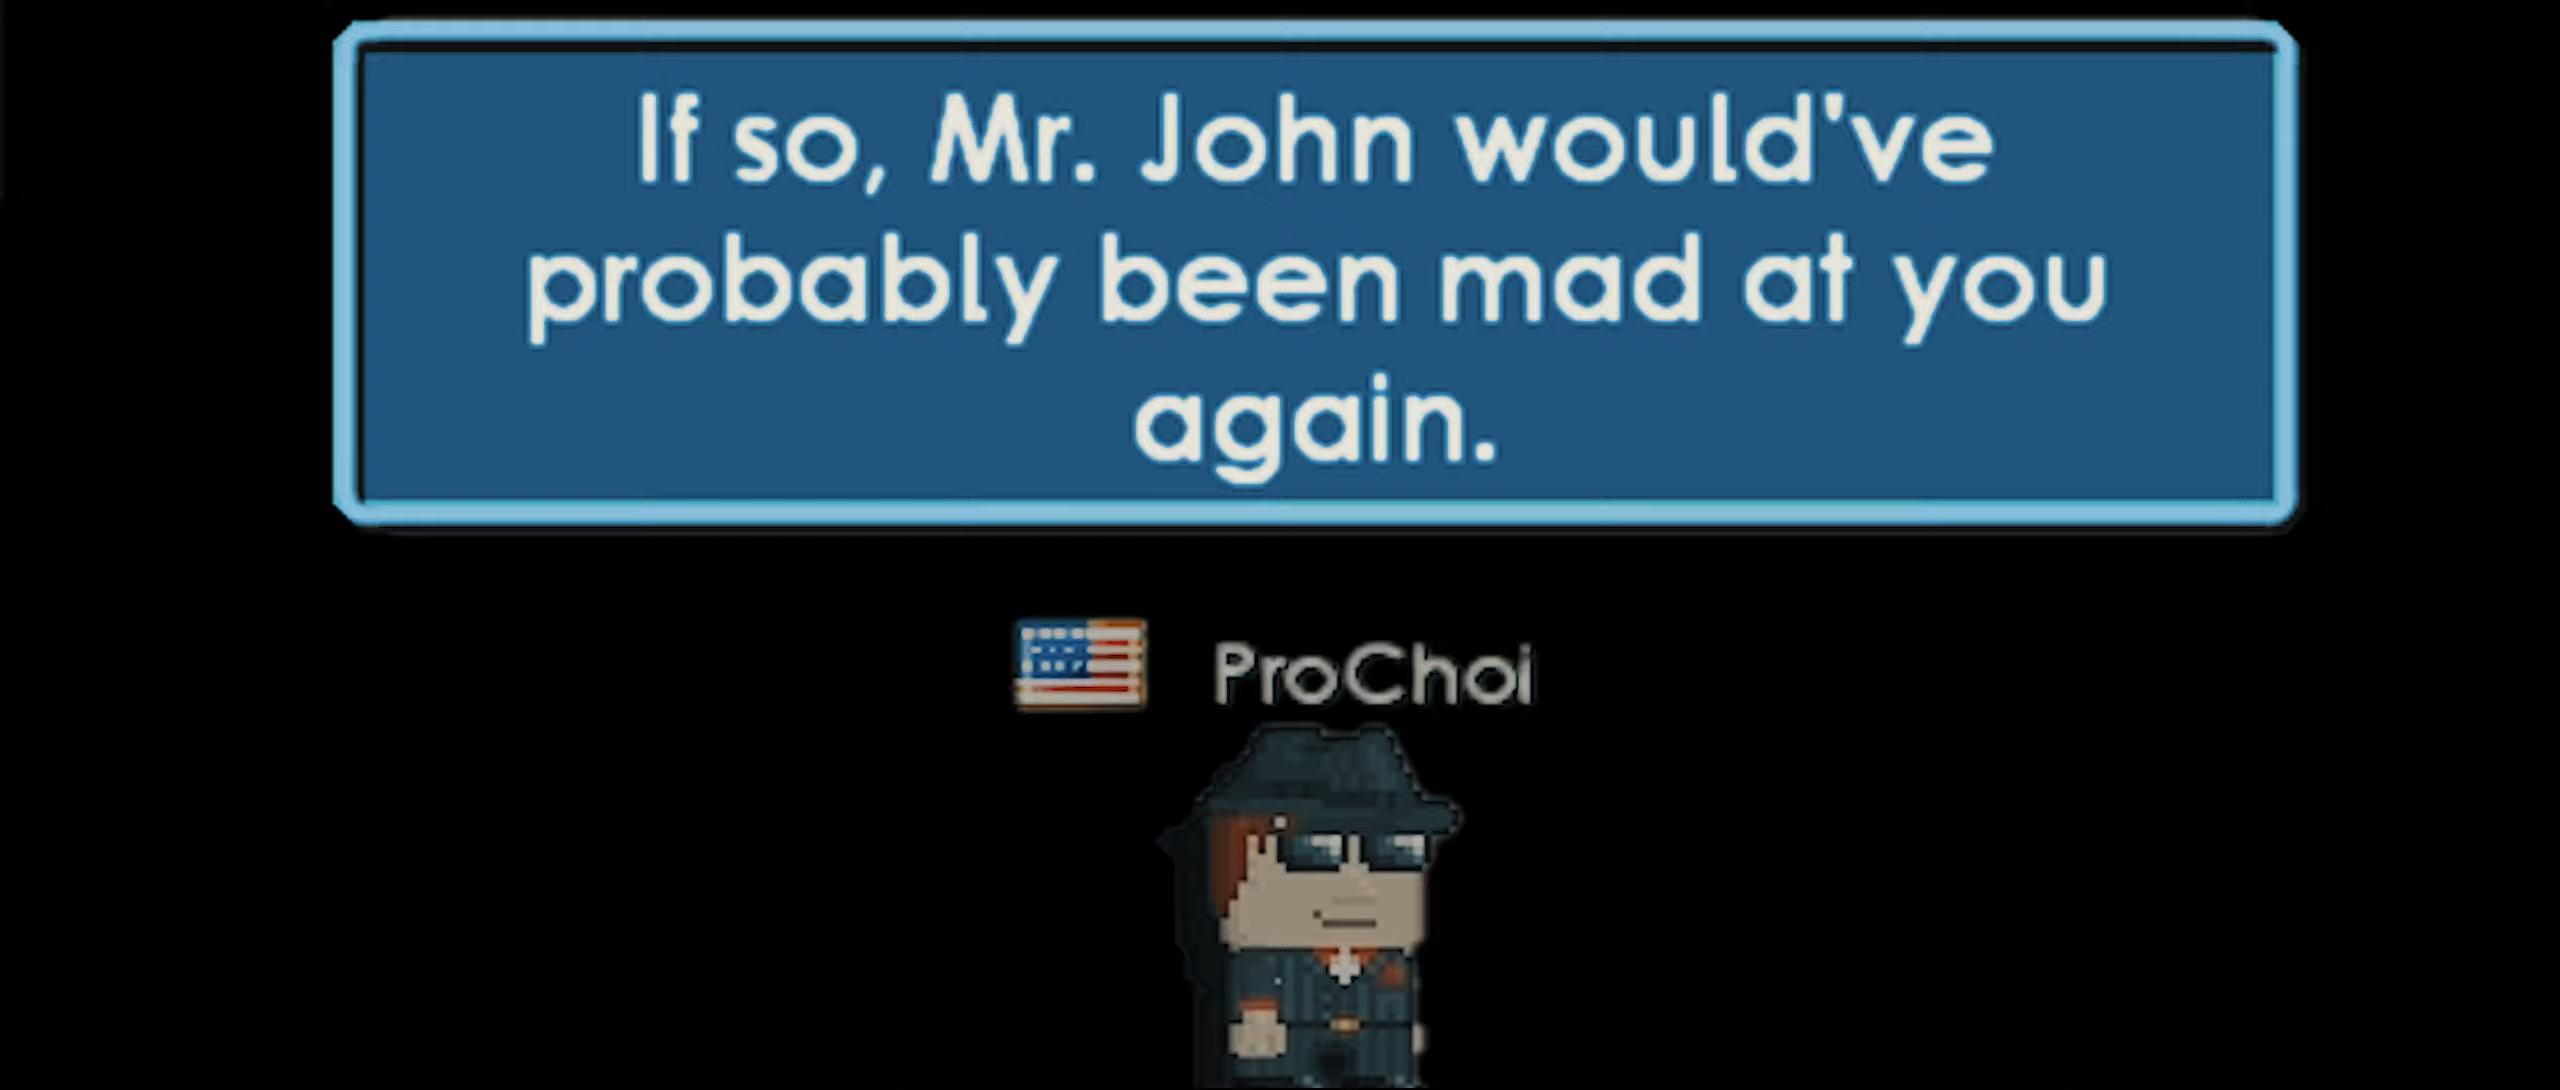 If so, Mr. John would've
probably been mad at you
again.
ProChoi